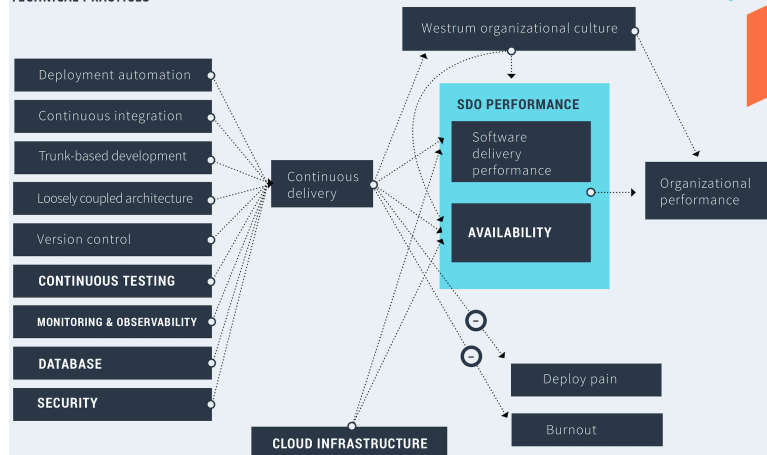 TECHNICAL PRACTICES
Westrum organizational culture
Deployment automation
Continuous integration
Trunk-based development
Loosely coupled architecture
Version control
CONTINUOUS TESTING
MONITORING & OBSERVABILITY
DATABASE
SECURITY
Continuous
delivery
SDO PERFORMANCE
Software
delivery
performance
AVAILABILITY
Organizational
performance
–
–
Deploy pain
Burnout
CLOUD INFRASTRUCTURE